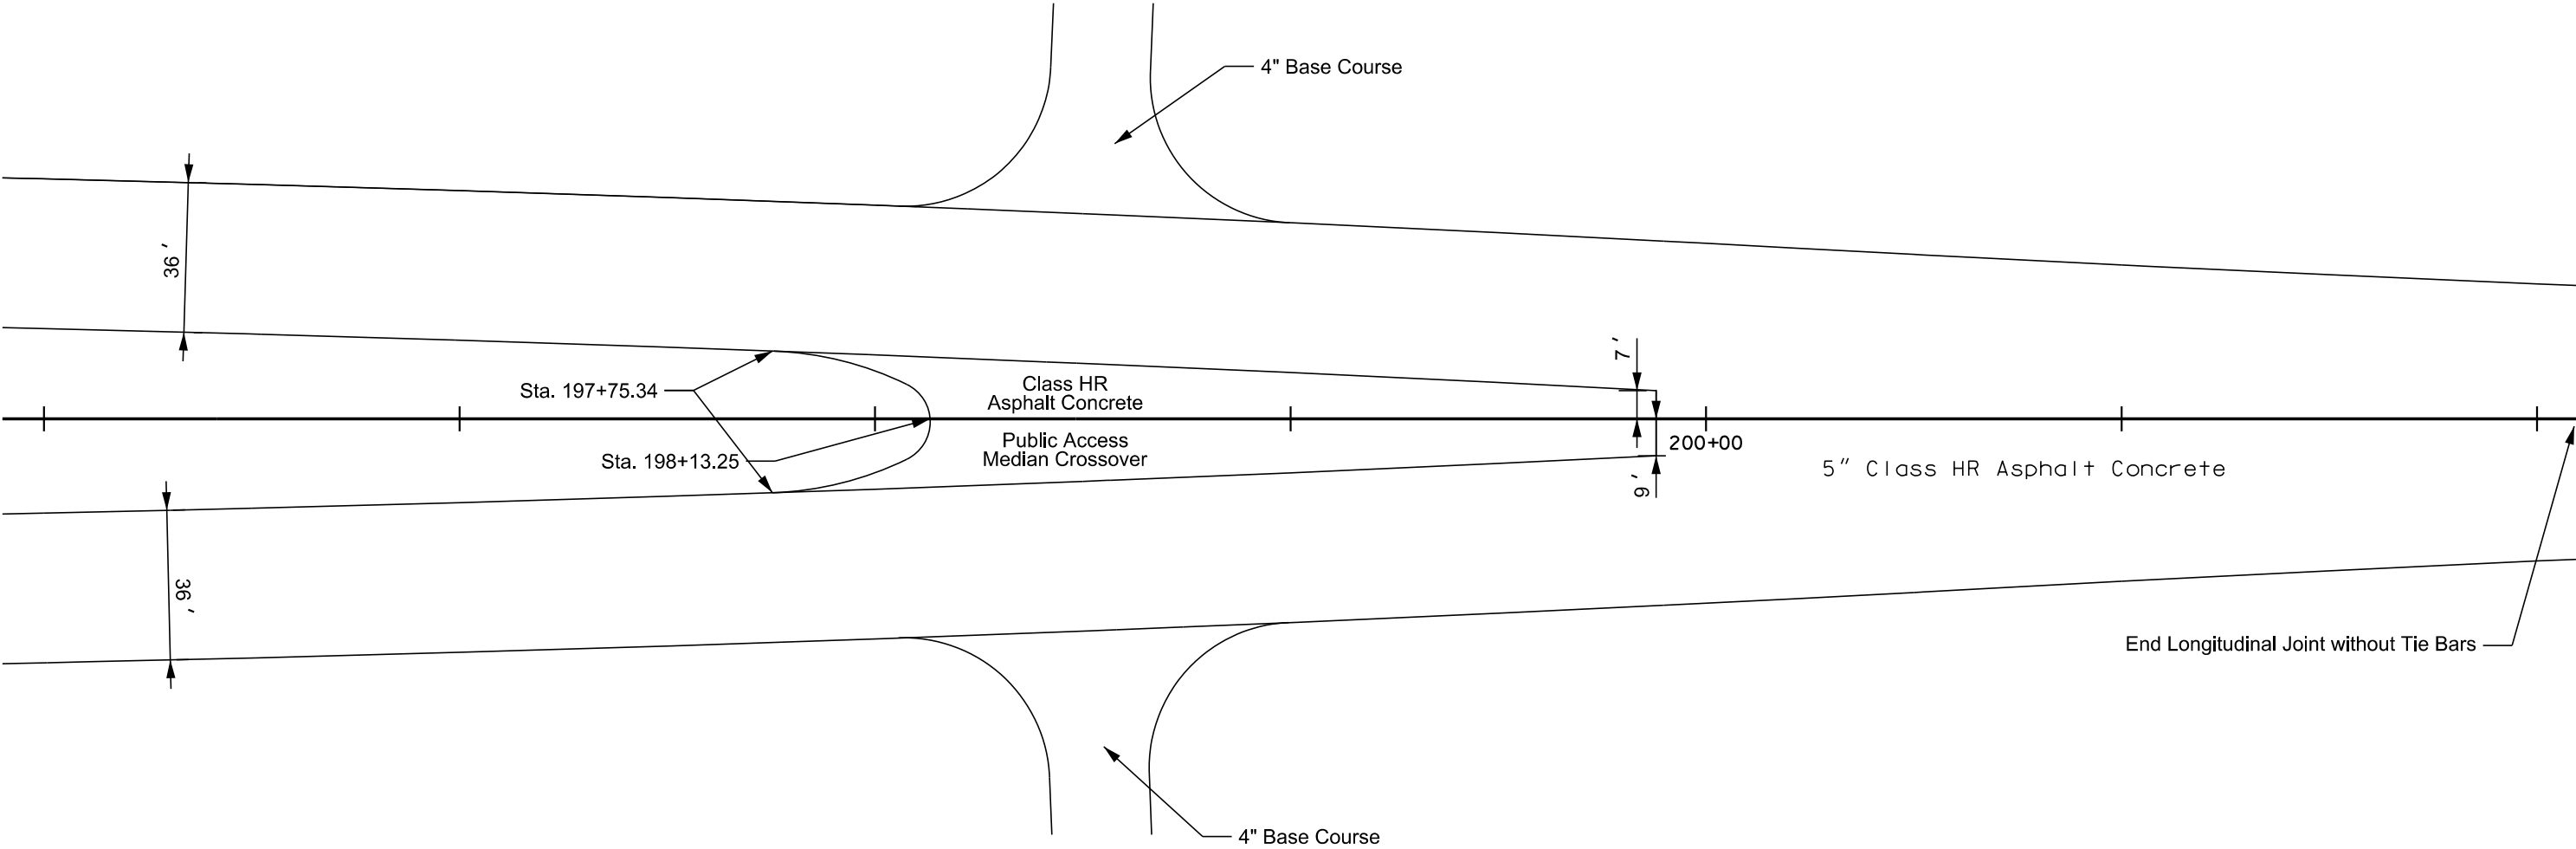 4" Base Course
36'
7'
Sta. 197+75.34
Class HR
Asphalt Concrete
Public Access
Median Crossover
Sta. 198+13.25
200+00
5" Class HR Asphalt Concrete
9'
36'
End Longitudinal Joint without Tie Bars
4" Base Course